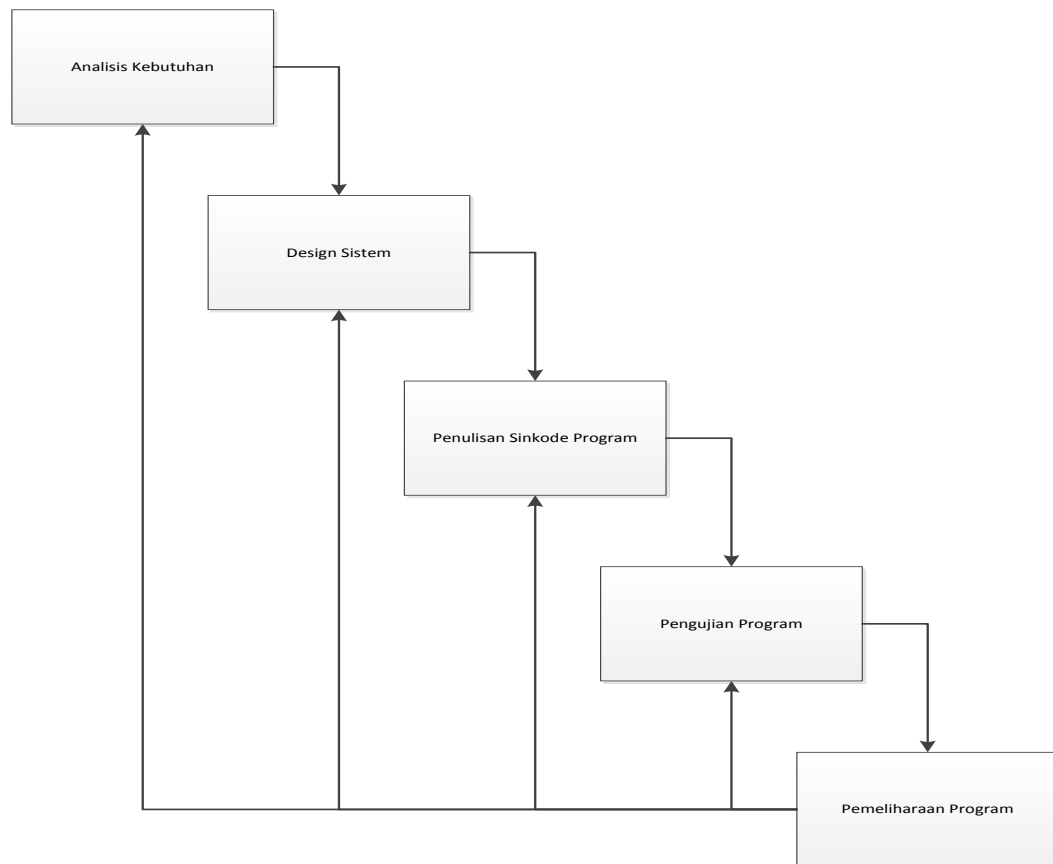 Analisis Kebutuhan
Design Sistem
Penulisan Sinkode Program
Pengujian Program
Pemeliharaan Program